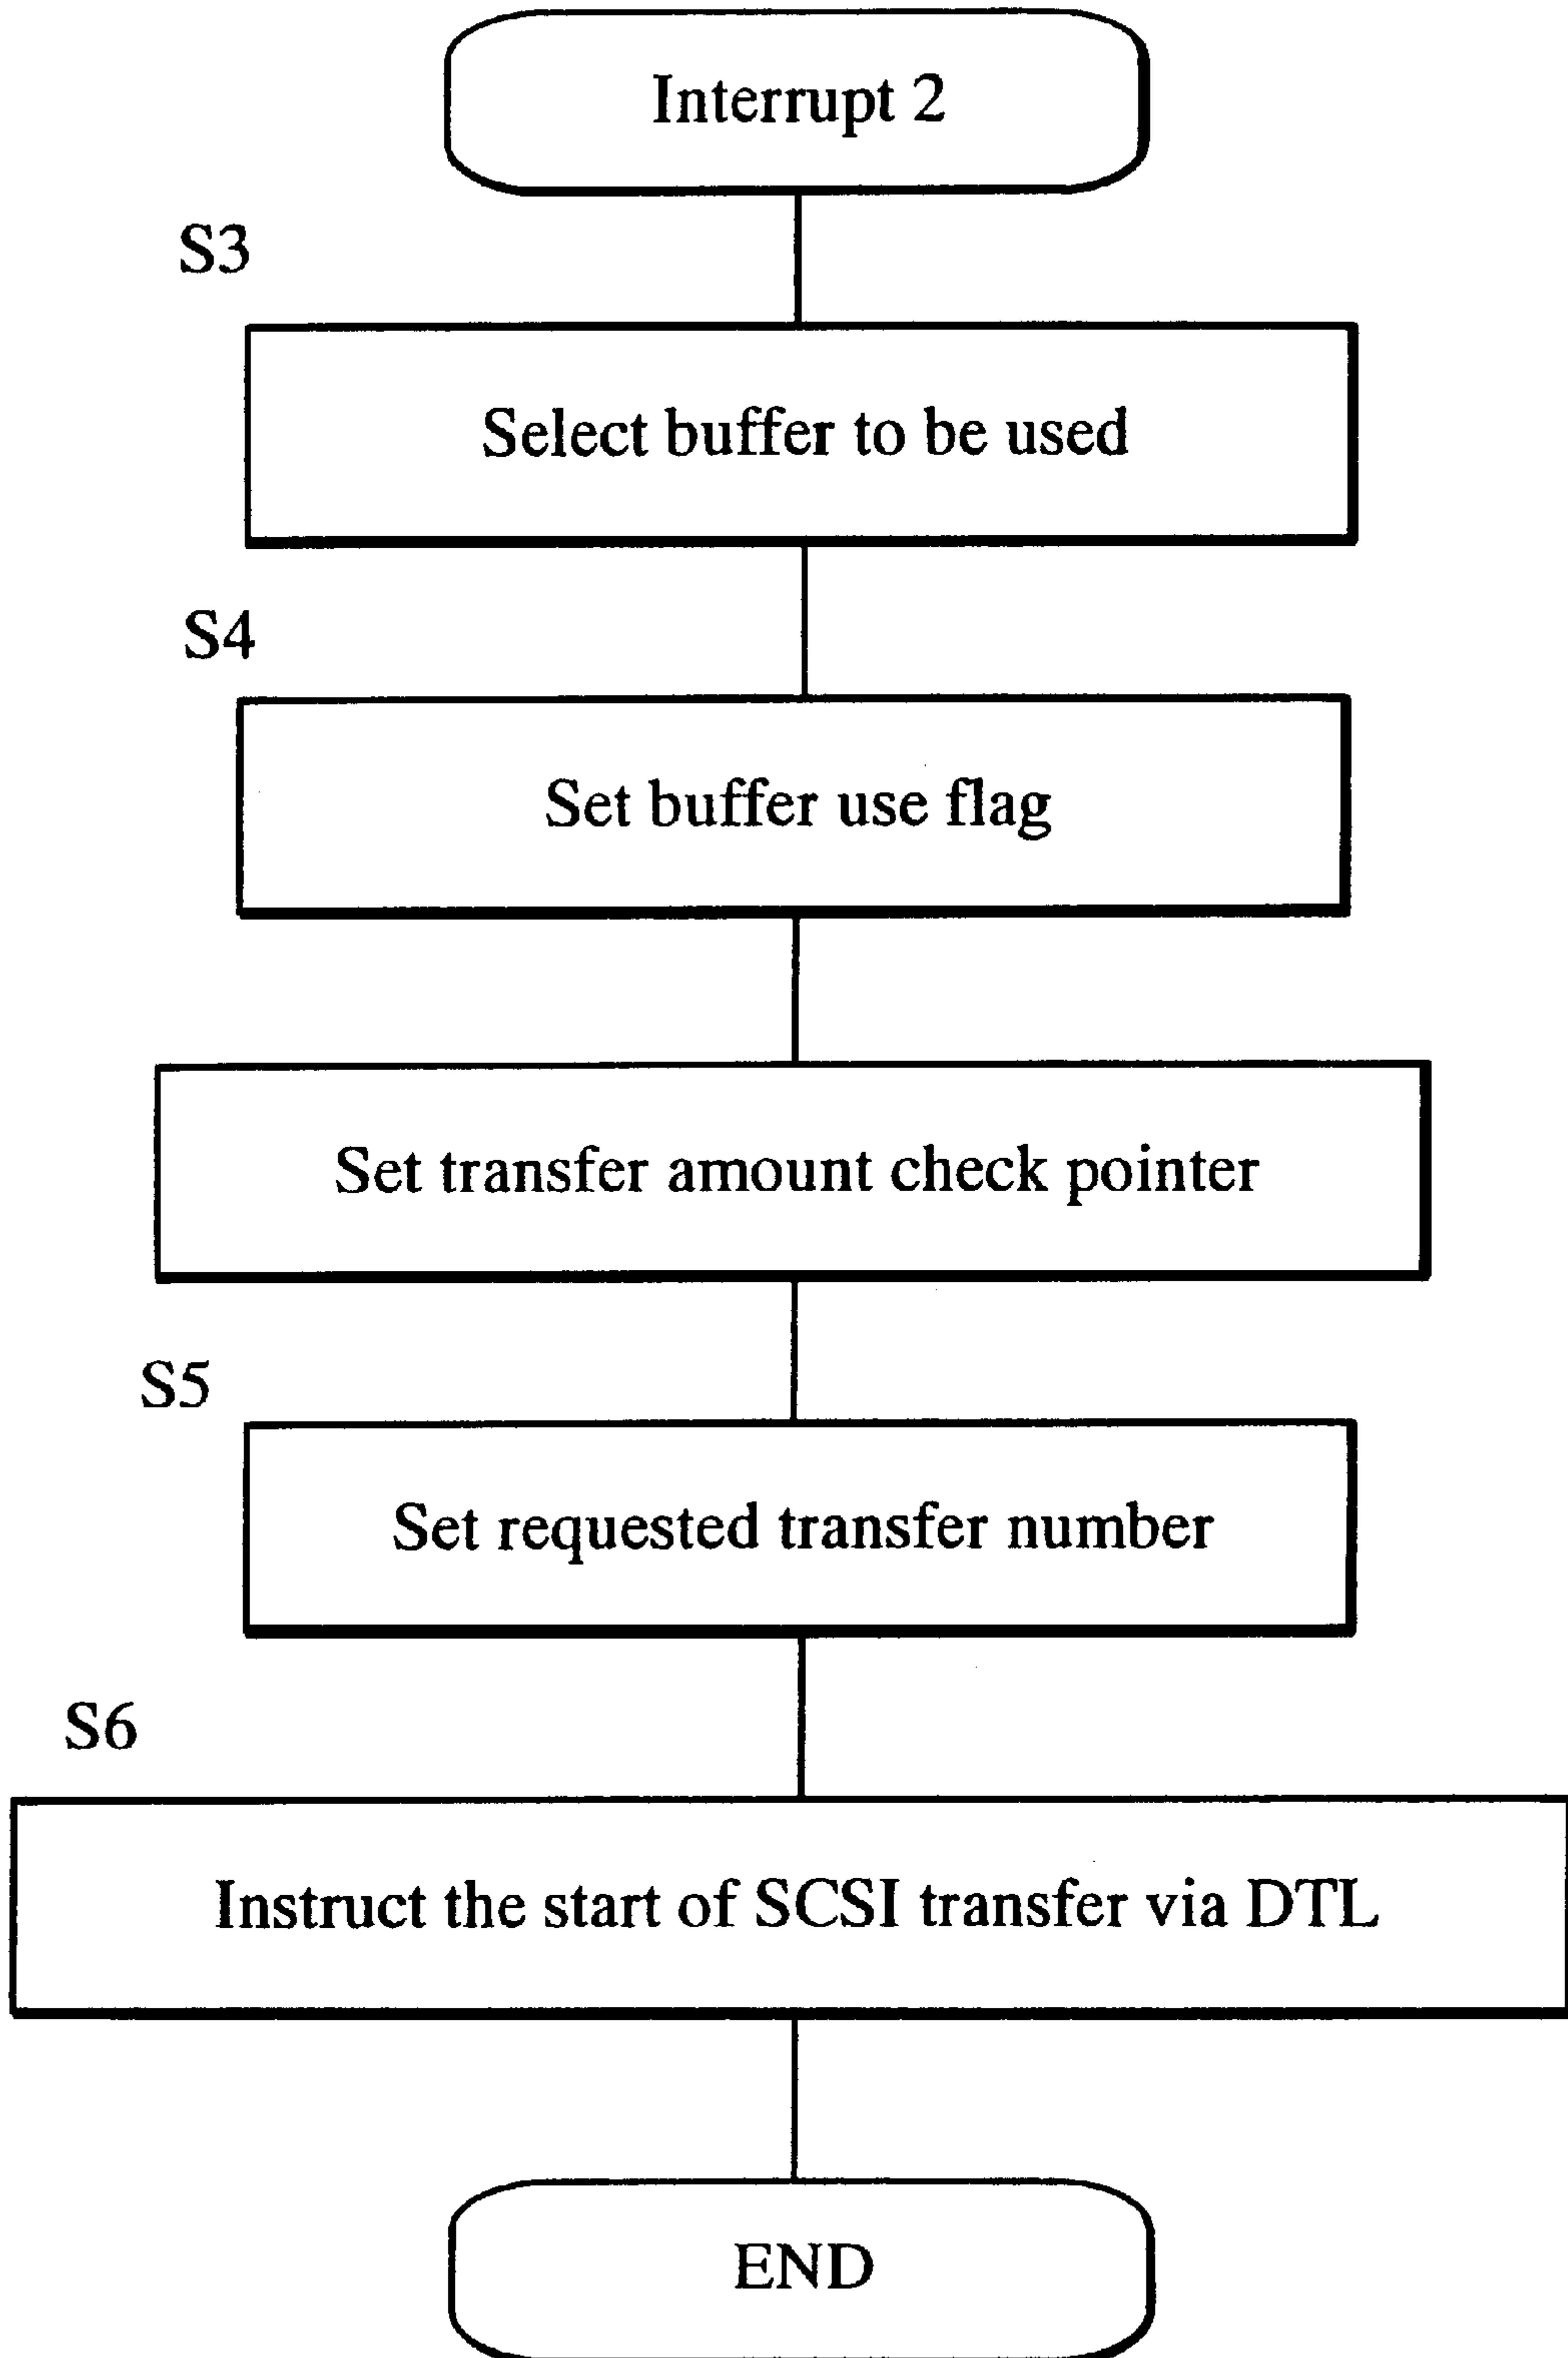 Interrupt 2
S3
Select buffer to be used
S4
Set buffer use flag
Set transfer amount check pointer
S5
Set requested transfer number
S6
Instruct the start of SCSI transfer via DTL
END